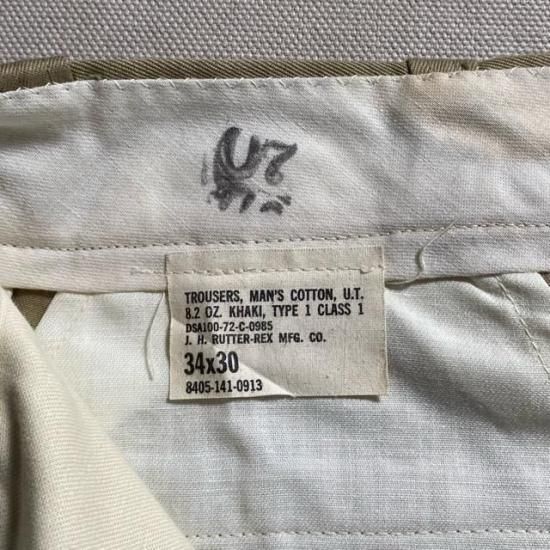 TROUSERS, MAN'S COTTON, U.T.
8.2 OZ. KHAKI, TYPE 1 CLASS 1
DSA100-72-C-0985
J. H. RUTTER-REX MFG. CO.
34x30
8405-141-0913